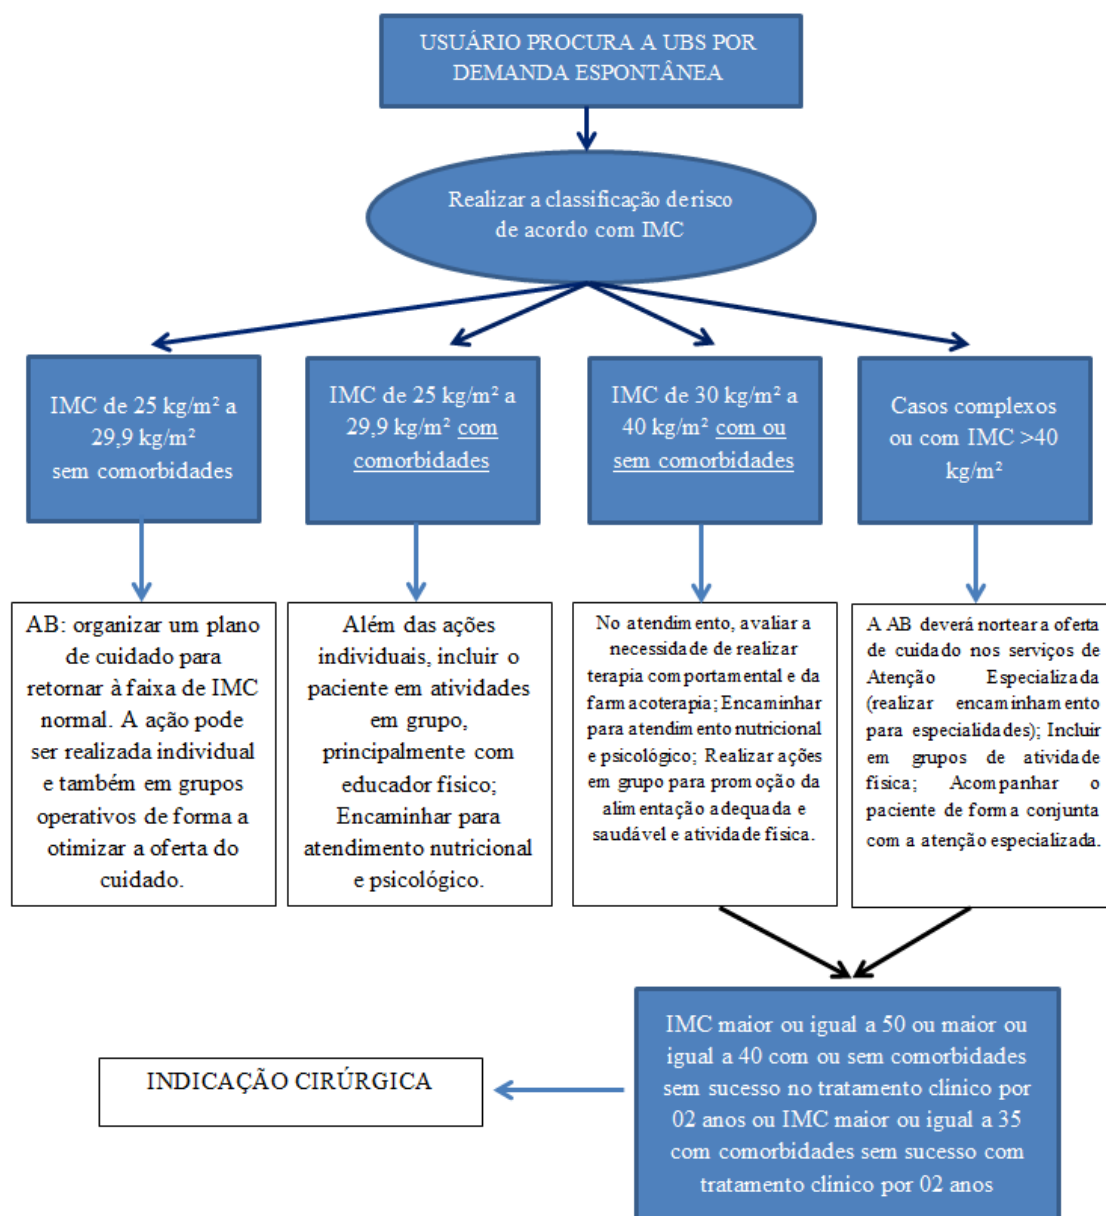 USUÁRIO PROCURA A UBS POR
DEMANDA ESPONTÂNEA
Realizar a classificação derisco
de acordo com IMC
IMC de 25 kg/m² a
29,9 kg/m²
sem comorbidades
IMC de 25 kg/m² a
29,9 kg/m² com
comorbidades
IMC de 30 kg/m² a
40 kg/m² com ou
sem comorbidades
Casos complexos
ou com IMC >40
kg/m²
AB: organizar um plano
de cuidado para
retornar à faixa de IMC
normal. A ação pode
ser realizada individual
e também em grupos
operativos de forma a
otimizar a oferta do
cuidado.
Além das ações
individuais, incluir o
paciente em atividades
em grupo,
principalmente com
educador físico;
Encaminhar para
atendimento nutricional
e psicológico.
No atendimento, avaliar a
necessidade de realizar
terapia comportamental e da
farmacoterapia; Encaminhar
para atendimento nutricional
e psicológico; Realizar ações
em grupo para promoção da
alimentação adequada e
saudável e atividade física.
A AB deverá nortear a oferta
de cuidado nos serviços de
Atenção Especializada
(realizar encaminhamento
para especialidades); Incluir
em grupos de atividade
física; Acompanhar o
paciente de forma conjunta
com a atenção especializada.
IMC maior ou igual a 50 ou maior ou
igual a 40 com ou sem comorbidades
sem sucesso no tratamento clínico por
02 anos ou IMC maior ou igual a 35
com comorbidades sem sucesso com
tratamento clínico por 02 anos
INDICAÇÃO CIRÚRGICA